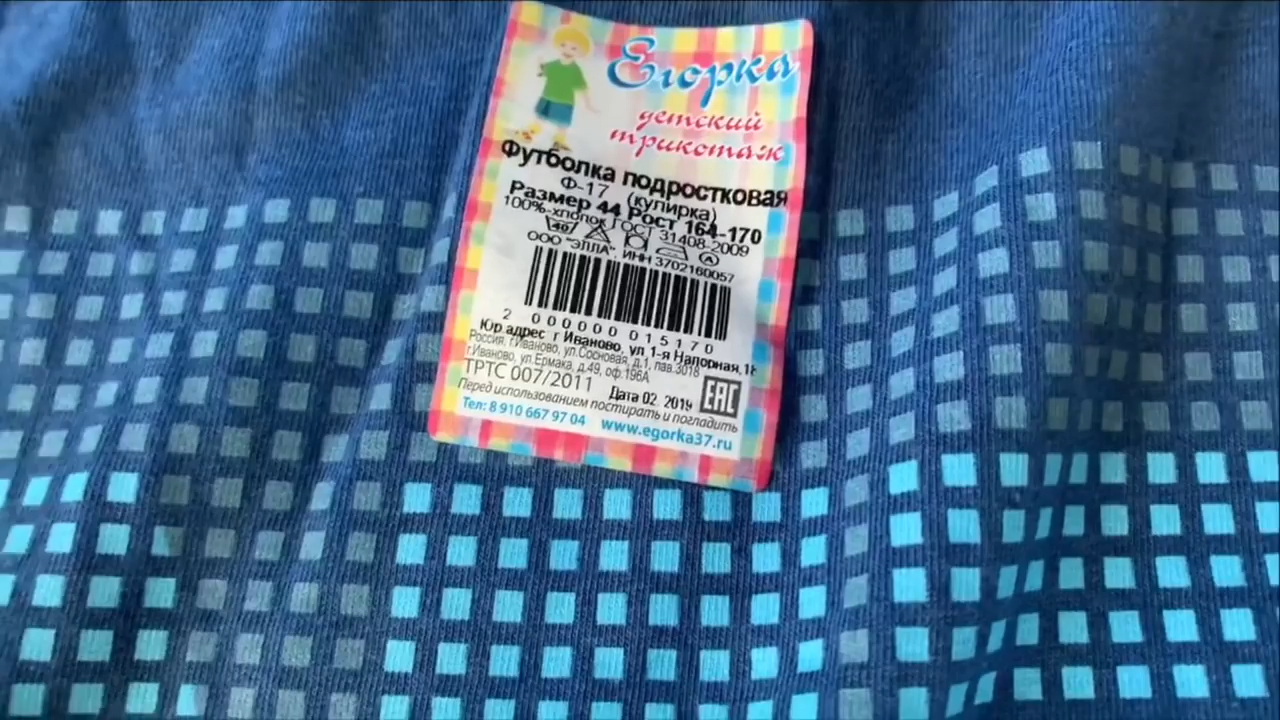 Егорка
детский
трикотаж
Футболка подростковая
Ф-17 (кулирка)
Размер 44 Рост 164-170
100%-хлопок ГОСТ 31408-2009
40
ООО "ЭЛЛА", ИНН 3702160057
2 000000 015170
Юр.адрес г Иваново, ул 1-я Напорная,18
Россия, г.Иваново, ул.Сосновая, д.1, пав.3018
г.Иваново, ул.Ермака, д.49, оф.196А
ТРТС 007/2011 Дата 02. 2019 EAC
Перед использованием постирать и погладить
Тел: 8 910 667 97 04 www.egorka37.ru